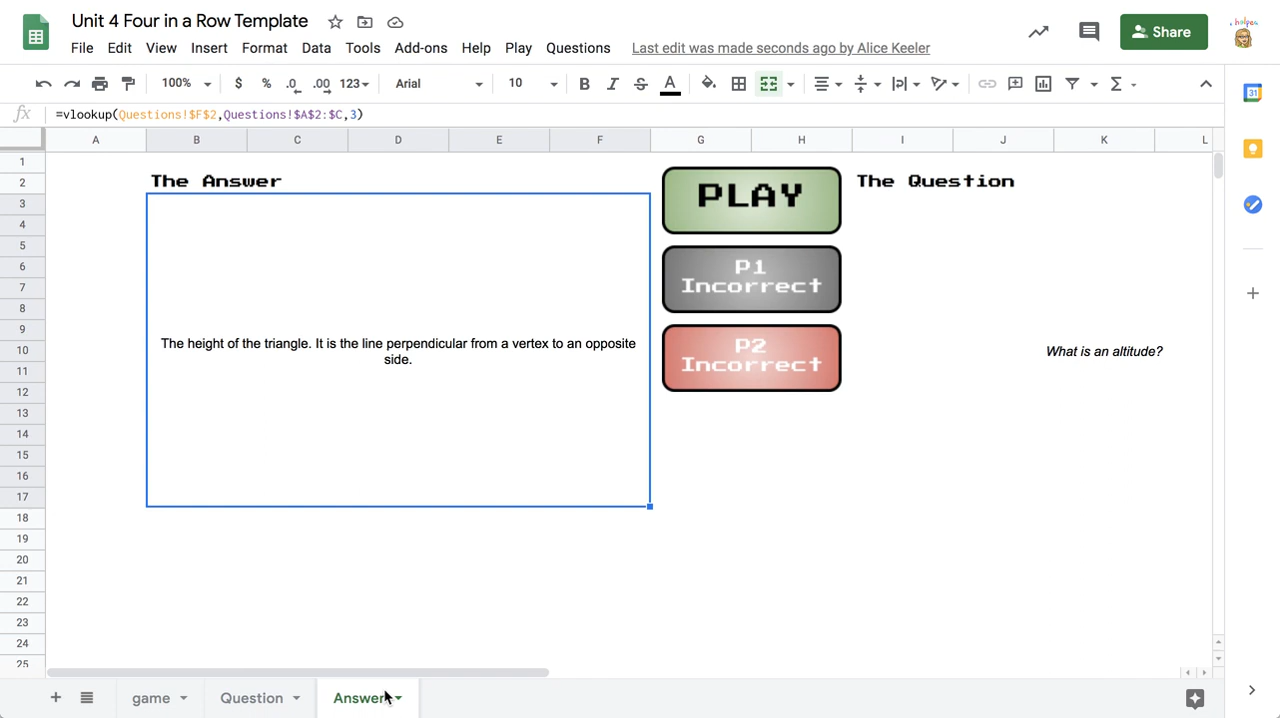 Unit 4 Four in a Row Template
File Edit View Insert Format Data Tools Add-ons Help Play Questions Last edit was made seconds ago by Alice Keeler
Share
100% $ % .0 .00 123 Arial 10 B I S A
fx =vlookup(Questions!$F$2,Questions!$A$2:$C,3)
31
A B C D E F G H I J K L
1
2
3
4
5
6
7
8
9
10
11
12
13
14
15
16
17
18
19
20
21
22
23
24
25
The Answer
The height of the triangle. It is the line perpendicular from a vertex to an opposite
side.
PLAY
P1
Incorrect
P2
Incorrect
The Question
What is an altitude?
game Question Answer